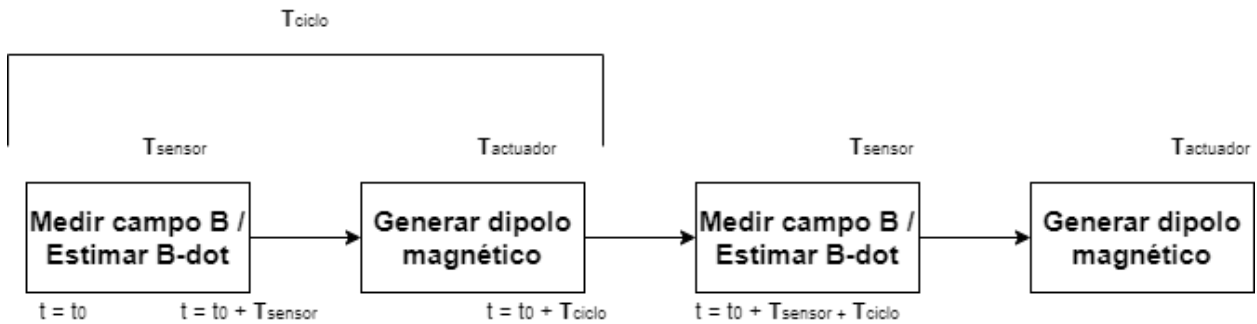 Tciclo
Tsensor
Tactuador
Tsensor
Tactuador
Medir campo B /
Estimar B-dot
Generar dipolo
magnético
Medir campo B /
Estimar B-dot
Generar dipolo
magnético
t = t0
t = t0 + Tsensor
t = t0 + Tciclo
t = t0 + Tsensor + Tciclo